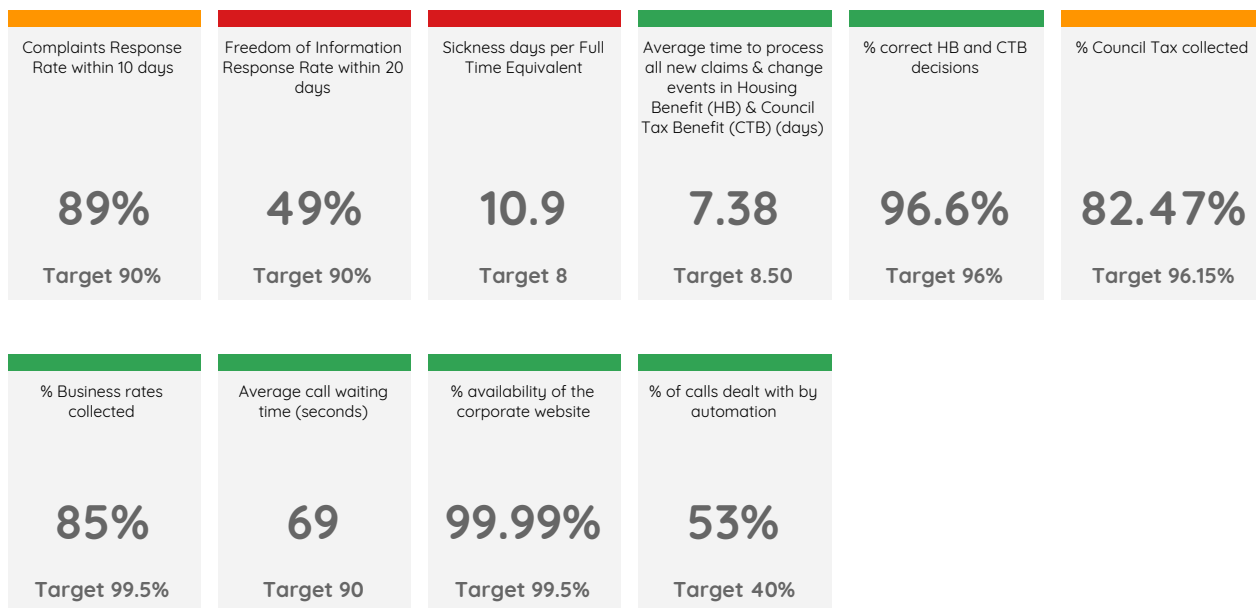 Complaints Response
Rate within 10 days
89%
Target 90%
Freedom of Information
Response Rate within 20
days
49%
Target 90%
Sickness days per Full
Time Equivalent
10.9
Target 8
Average time to process
all new claims & change
events in Housing
Benefit (HB) & Council
Tax Benefit (CTB) (days)
7.38
Target 8.50
% correct HB and CTB
decisions
96.6%
Target 96%
% Council Tax collected
82.47%
Target 96.15%
% Business rates
collected
85%
Target 99.5%
Average call waiting
time (seconds)
69
Target 90
% availability of the
corporate website
99.99%
Target 99.5%
% of calls dealt with by
automation
53%
Target 40%